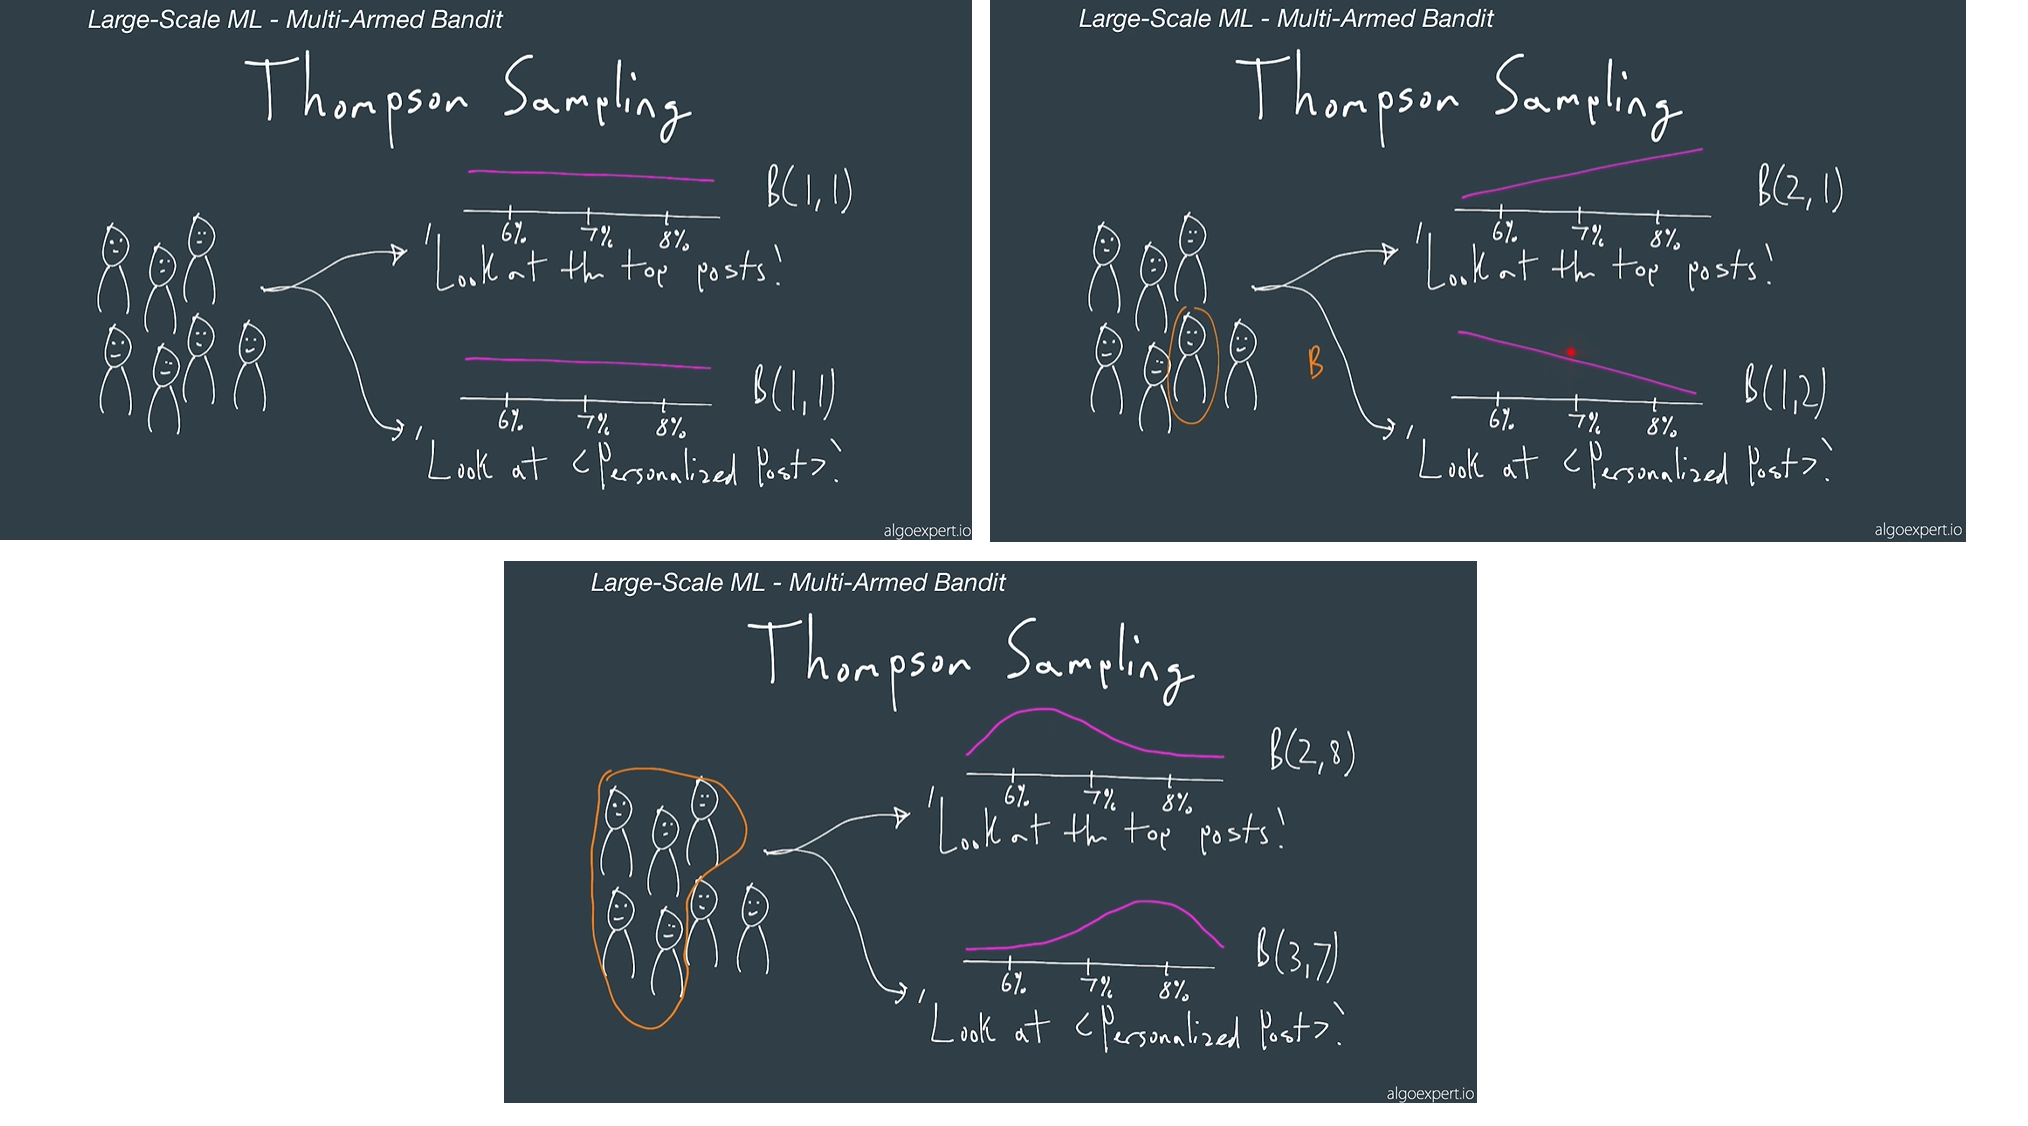 Large-Scale ML - Multi-Armed Bandit
Thompson Sampling
B(1,1)
6% 7% 8%
'Look at the top posts!'
B(1,1)
6% 7% 8%
'Look at <Personalized Post>!'
algoexpert.io
Large-Scale ML - Multi-Armed Bandit
Thompson Sampling
B(2,1)
6% 7% 8%
'Look at the top posts!'
B
B(1,2)
6% 7% 8%
'Look at <Personalized Post>!'
algoexpert.io
Large-Scale ML - Multi-Armed Bandit
Thompson Sampling
B(2,8)
6% 7% 8%
'Look at the top posts!'
B(3,7)
6% 7% 8%
'Look at <Personalized Post>!'
algoexpert.io